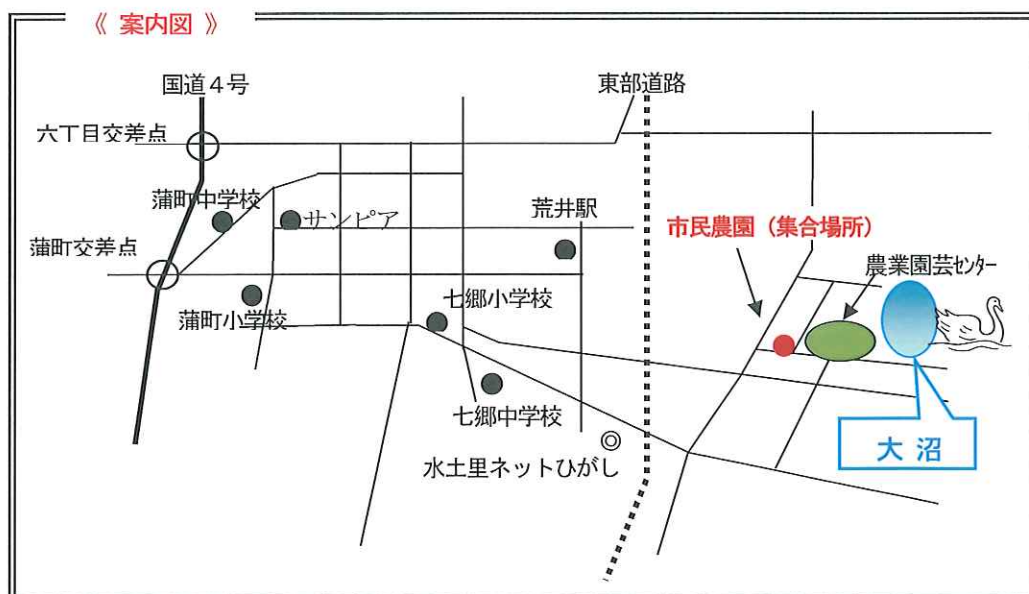 《 案内図 》
国道４号
東部道路
六丁目交差点
蒲町中学校
サンピア
荒井駅
市民農園（集合場所）
蒲町交差点
農業園芸ｾﾝﾀｰ
蒲町小学校
七郷小学校
七郷中学校
大 沼
水土里ネットひがし